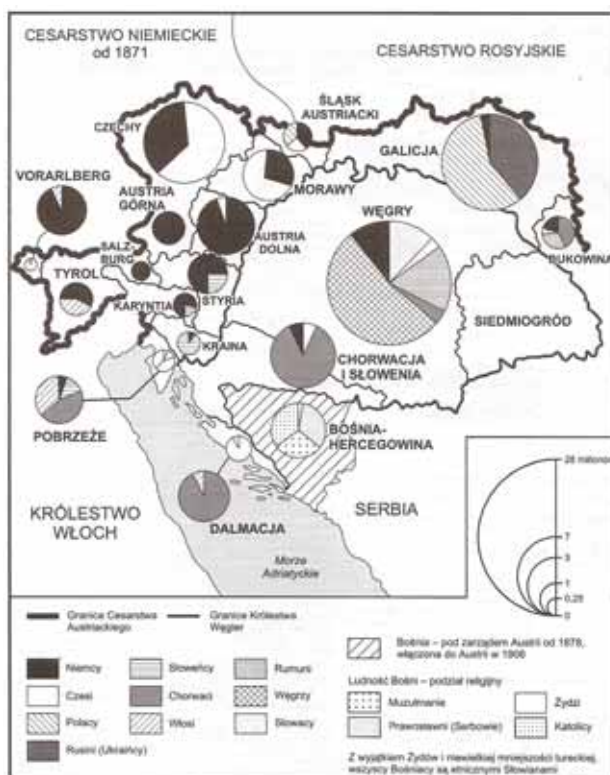 CESARSTWO NIEMIECKIE
od 1871
CESARSTWO ROSYJSKIE
ŚLĄSK
AUSTRIACKI
CZECHY
GALICJA
MORAWY
VORARLBERG
AUSTRIA
GÓRNA
AUSTRIA
DOLNA
WĘGRY
BUKOWINA
SALZ-
BURG
TYROL
STYRIA
KARYNTIA
SIEDMIOGRÓD
KRAINA
CHORWACJA
I SŁOWENIA
POBRZEŻE
BOŚNIA-
HERCEGOWINA
KRÓLESTWO
WŁOCH
SERBIA
DALMACJA
Morze
Adriatyckie
28 milionów
7
3
1
0,25
0
Granice Cesarstwa
Austriackiego
Granice Królestwa
Węgier
Niemcy
Słoweńcy
Rumuni
Czesi
Chorwaci
Węgrzy
Polacy
Włosi
Słowacy
Rusini (Ukraińcy)
Bośnia – pod zarządem Austrii od 1878,
włączona do Austrii w 1908
Ludność Bośni – podział religijny
Muzułmanie
Żydzi
Prawosławni (Serbowie)
Katolicy
Z wyjątkiem Żydów i niewielkiej mniejszości tureckiej,
wszyscy Bośniacy są etnicznymi Słowianami